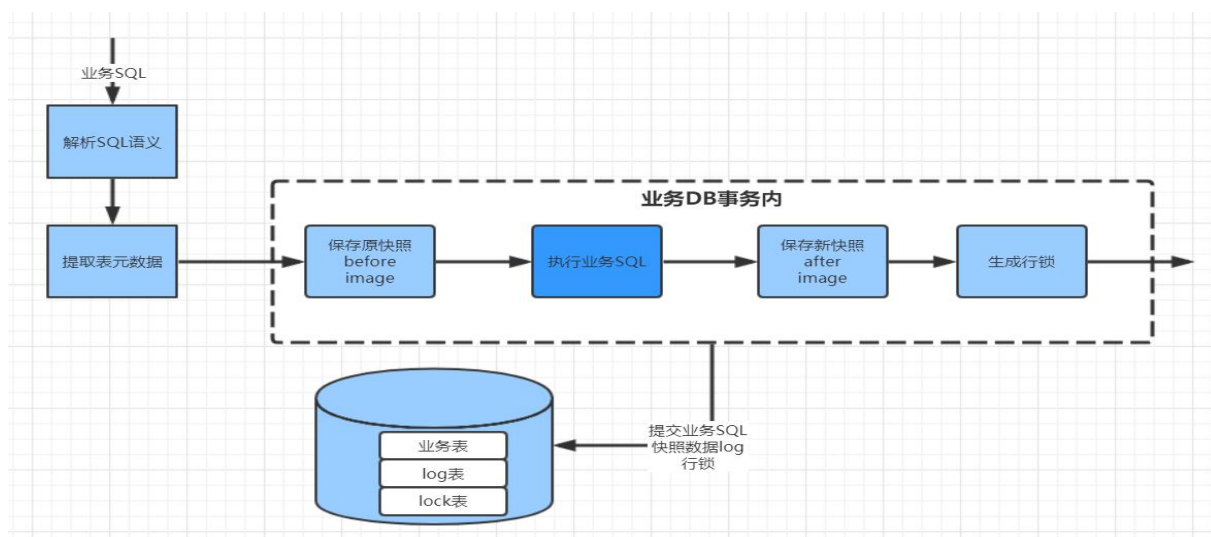 业务SQL
解析SQL语义
提取表元数据
业务DB事务内
保存原快照
before
image
执行业务SQL
保存新快照
after
image
生成行锁
提交业务SQL
快照数据log
行锁
业务表
log表
lock表